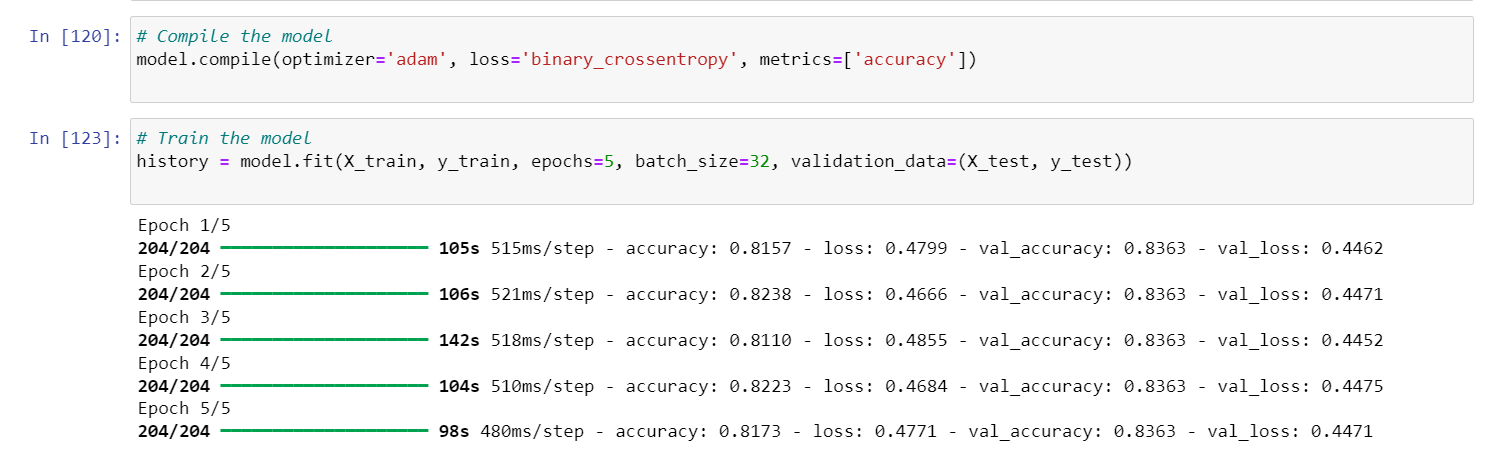 In [120]: # Compile the model
model.compile(optimizer='adam', loss='binary_crossentropy', metrics=['accuracy'])
In [123]: # Train the model
history = model.fit(X_train, y_train, epochs=5, batch_size=32, validation_data=(X_test, y_test))
Epoch 1/5
204/204 ━━━━━━━━━━━━━━━━━━━━ 105s 515ms/step - accuracy: 0.8157 - loss: 0.4799 - val_accuracy: 0.8363 - val_loss: 0.4462
Epoch 2/5
204/204 ━━━━━━━━━━━━━━━━━━━━ 106s 521ms/step - accuracy: 0.8238 - loss: 0.4666 - val_accuracy: 0.8363 - val_loss: 0.4471
Epoch 3/5
204/204 ━━━━━━━━━━━━━━━━━━━━ 142s 518ms/step - accuracy: 0.8110 - loss: 0.4855 - val_accuracy: 0.8363 - val_loss: 0.4452
Epoch 4/5
204/204 ━━━━━━━━━━━━━━━━━━━━ 104s 510ms/step - accuracy: 0.8223 - loss: 0.4684 - val_accuracy: 0.8363 - val_loss: 0.4475
Epoch 5/5
204/204 ━━━━━━━━━━━━━━━━━━━━ 98s 480ms/step - accuracy: 0.8173 - loss: 0.4771 - val_accuracy: 0.8363 - val_loss: 0.4471